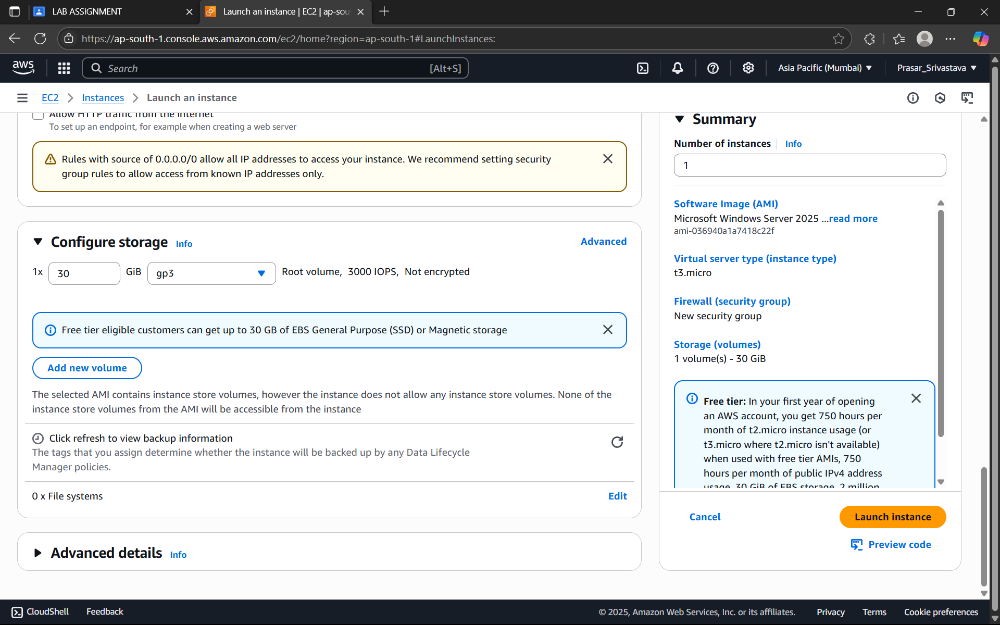 LAB ASSIGNMENT
Launch an instance | EC2 | ap-sou
https://ap-south-1.console.aws.amazon.com/ec2/home?region=ap-south-1#LaunchInstances:
aws
Search
[Alt+S]
Asia Pacific (Mumbai)
Prasar_Srivastava
EC2
Instances
Launch an instance
Allow HTTP traffic from the internet
To set up an endpoint, for example when creating a web server
Rules with source of 0.0.0.0/0 allow all IP addresses to access your instance. We recommend setting security
group rules to allow access from known IP addresses only.
Configure storage Info
Advanced
1x
30
GiB
gp3
Root volume, 3000 IOPS, Not encrypted
Free tier eligible customers can get up to 30 GB of EBS General Purpose (SSD) or Magnetic storage
Add new volume
The selected AMI contains instance store volumes, however the instance does not allow any instance store volumes. None of the
instance store volumes from the AMI will be accessible from the instance
Click refresh to view backup information
The tags that you assign determine whether the instance will be backed up by any Data Lifecycle
Manager policies.
0 x File systems
Edit
Advanced details Info
Summary
Number of instances
Info
1
Software Image (AMI)
Microsoft Windows Server 2025 ...read more
ami-036940a1a7418c22f
Virtual server type (instance type)
t3.micro
Firewall (security group)
New security group
Storage (volumes)
1 volume(s) - 30 GiB
Free tier: In your first year of opening
an AWS account, you get 750 hours per
month of t2.micro instance usage (or
t3.micro where t2.micro isn't available)
when used with free tier AMIs, 750
hours per month of public IPv4 address
usage, 30 GiB of EBS storage, 2 million
Cancel
Launch instance
Preview code
CloudShell
Feedback
© 2025, Amazon Web Services, Inc. or its affiliates.
Privacy
Terms
Cookie preferences